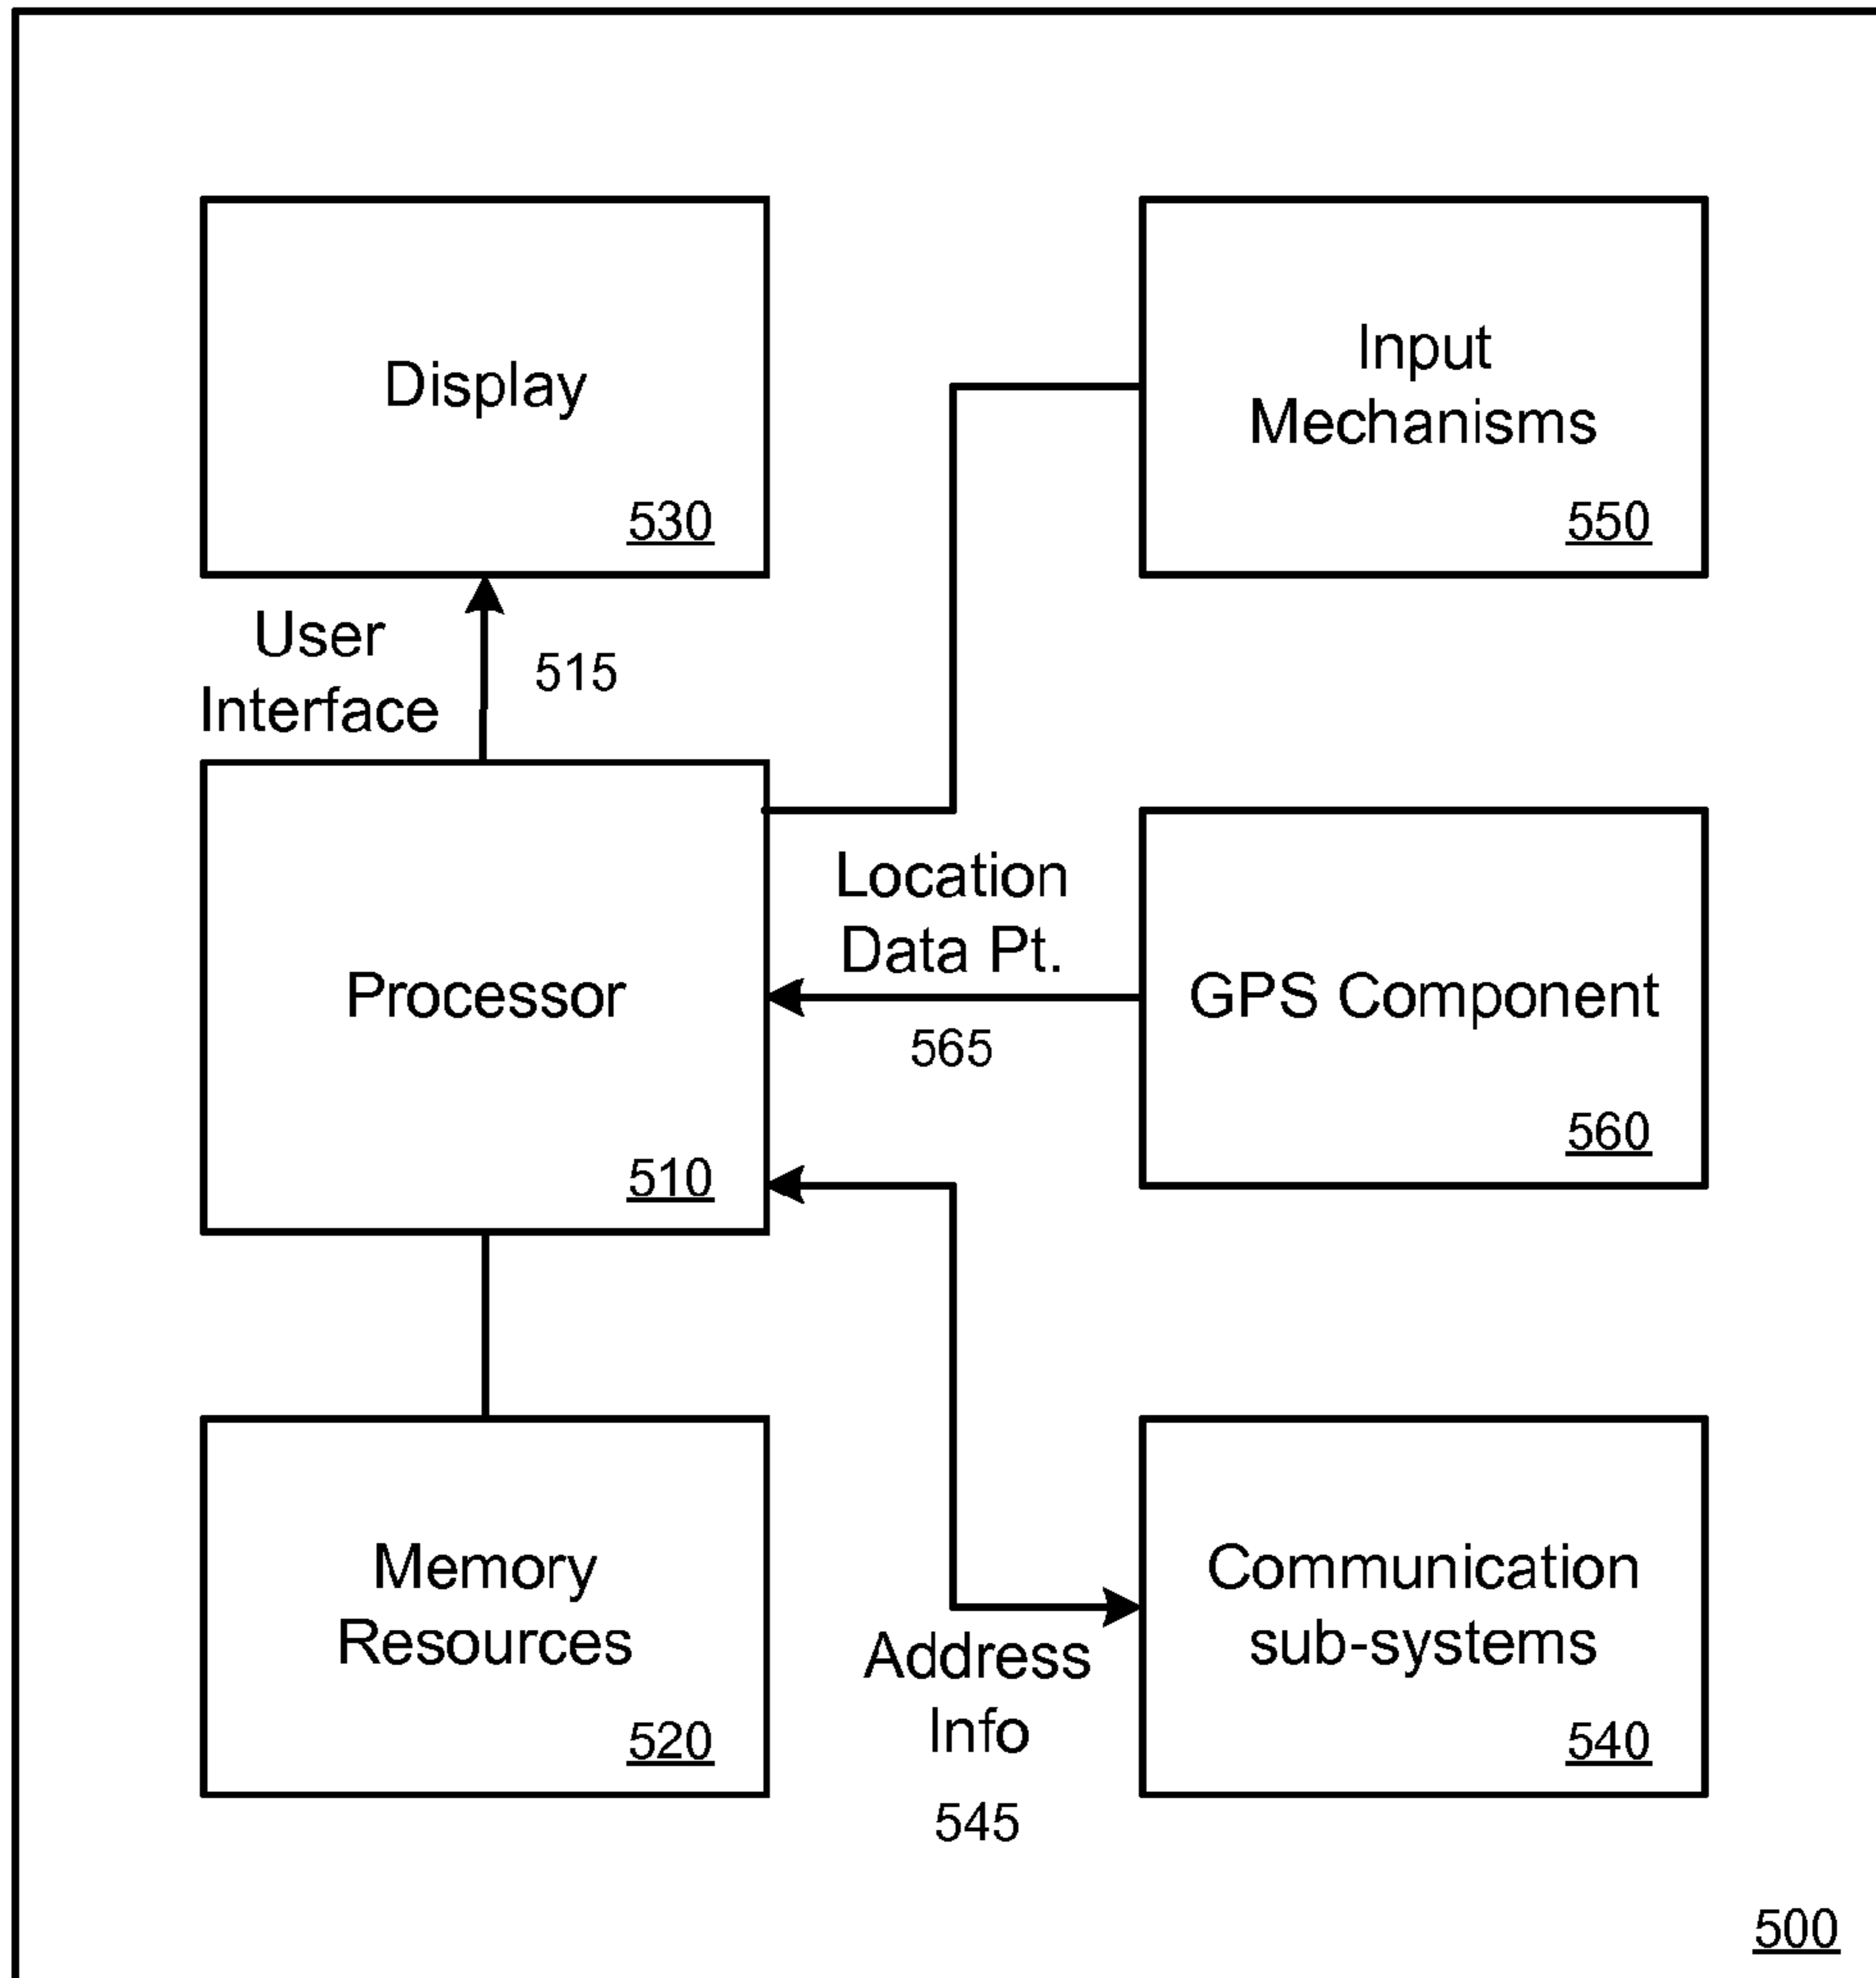 Display
530
Input
Mechanisms
550
User
Interface
515
Processor
510
Location
Data Pt.
565
GPS Component
560
Memory
Resources
520
Address
Info
545
Communication
sub-systems
540
500